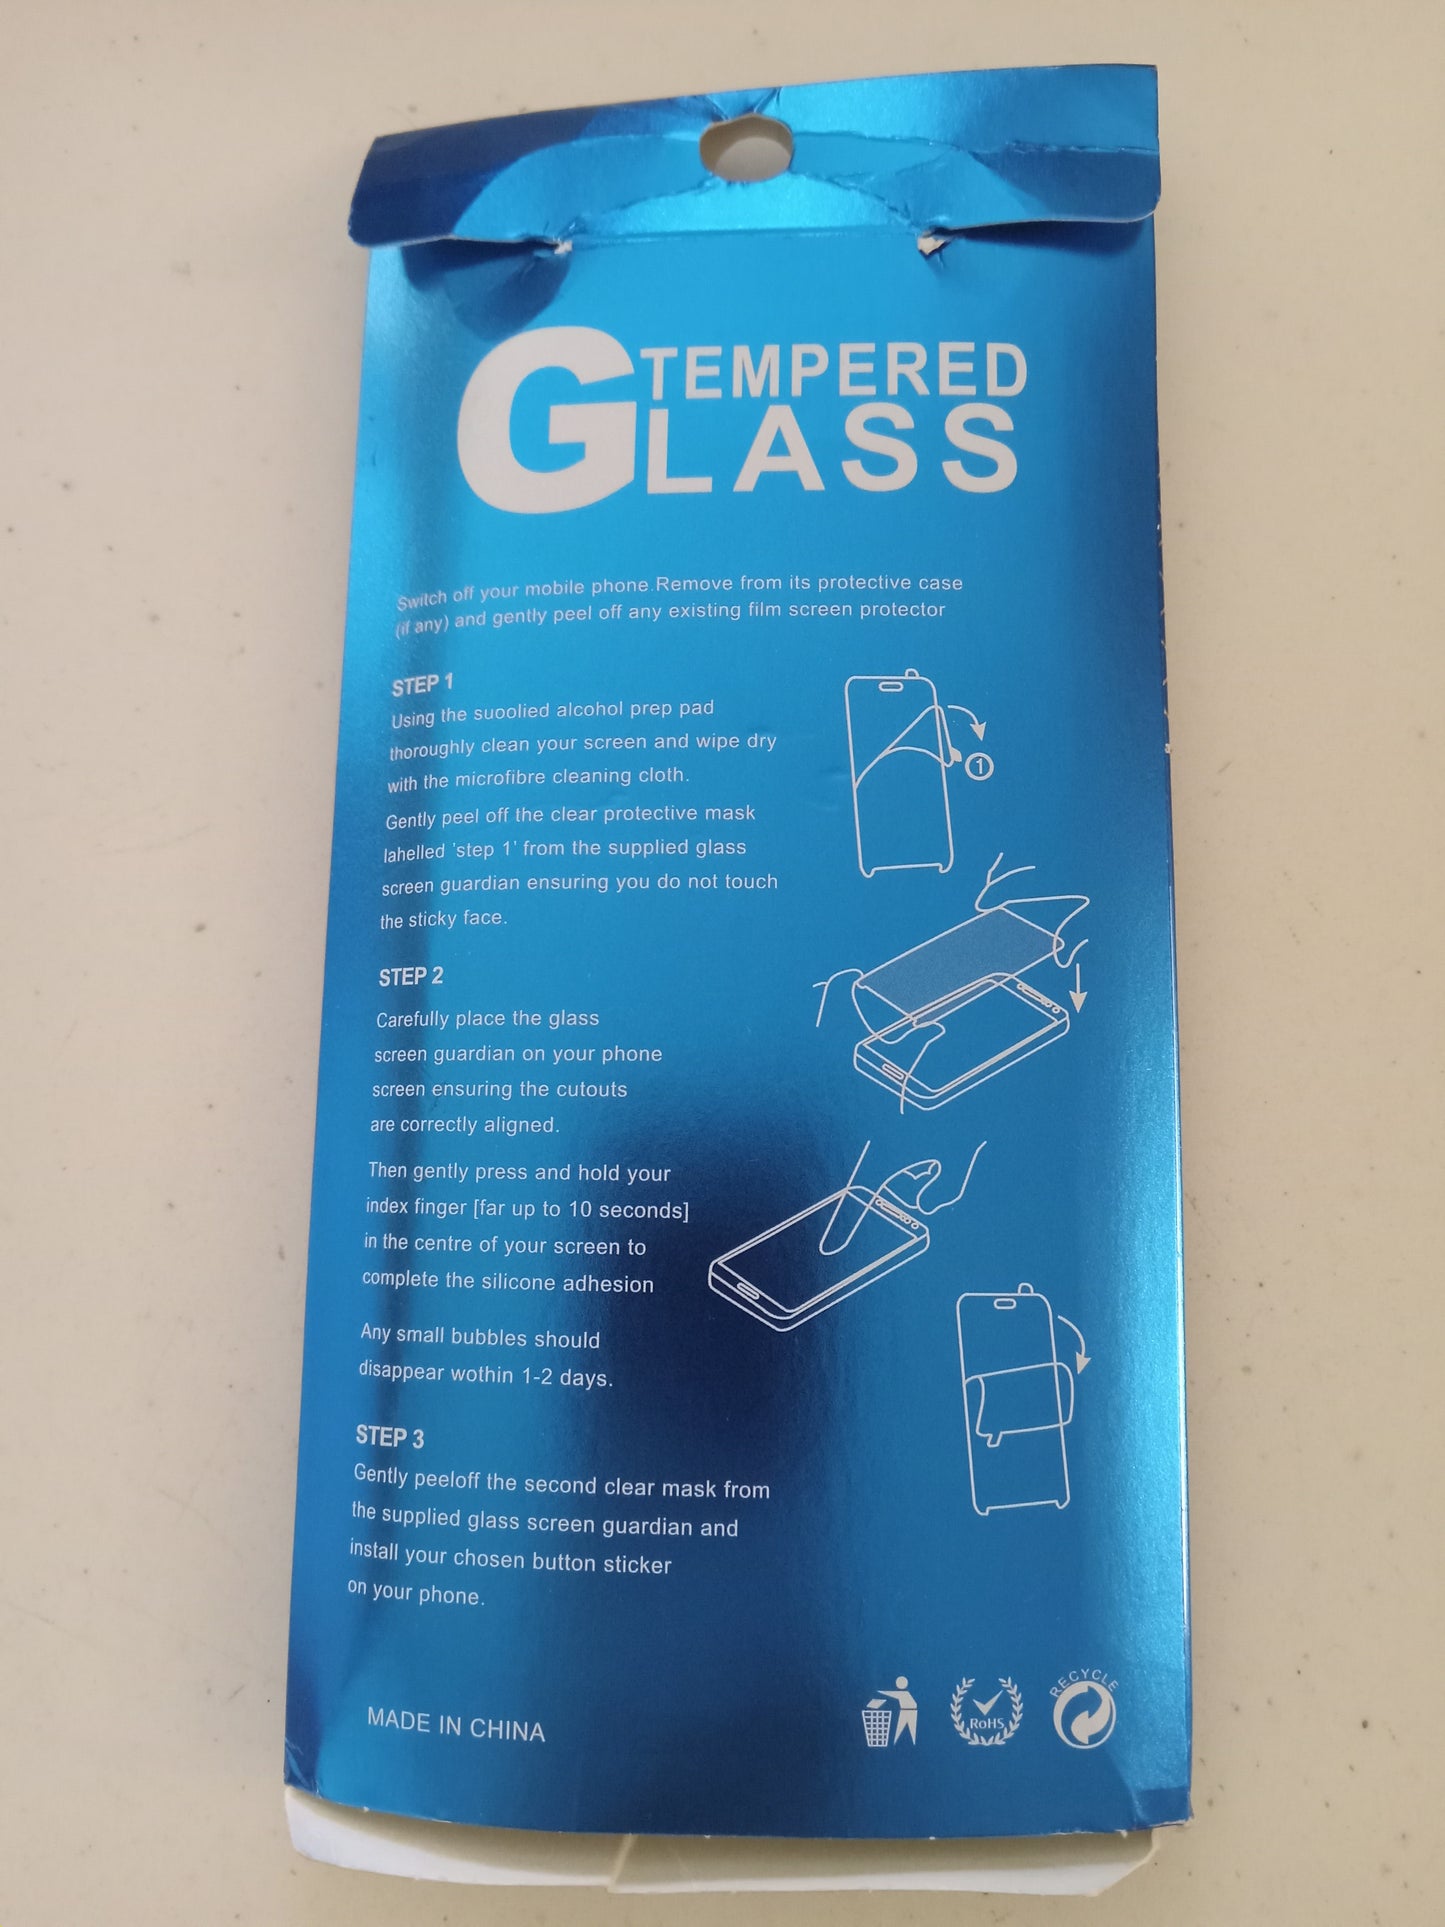 TEMPERED
GLASS
Switch off your mobile phone.Remove from its protective case
(if any) and gently peel off any existing film screen protector
STEP 1
Using the suoolied alcohol prep pad
thoroughly clean your screen and wipe dry
with the microfibre cleaning cloth.
Gently peel off the clear protective mask
lahelled 'step 1' from the supplied glass
screen guardian ensuring you do not touch
the sticky face.
1
STEP 2
Carefully place the glass
screen guardian on your phone
screen ensuring the cutouts
are correctly aligned.
Then gently press and hold your
index finger [far up to 10 seconds]
in the centre of your screen to
complete the silicone adhesion
Any small bubbles should
disappear wothin 1-2 days.
STEP 3
Gently peeloff the second clear mask from
the supplied glass screen guardian and
install your chosen button sticker
on your phone.
MADE IN CHINA
RoHS
RECYCLE